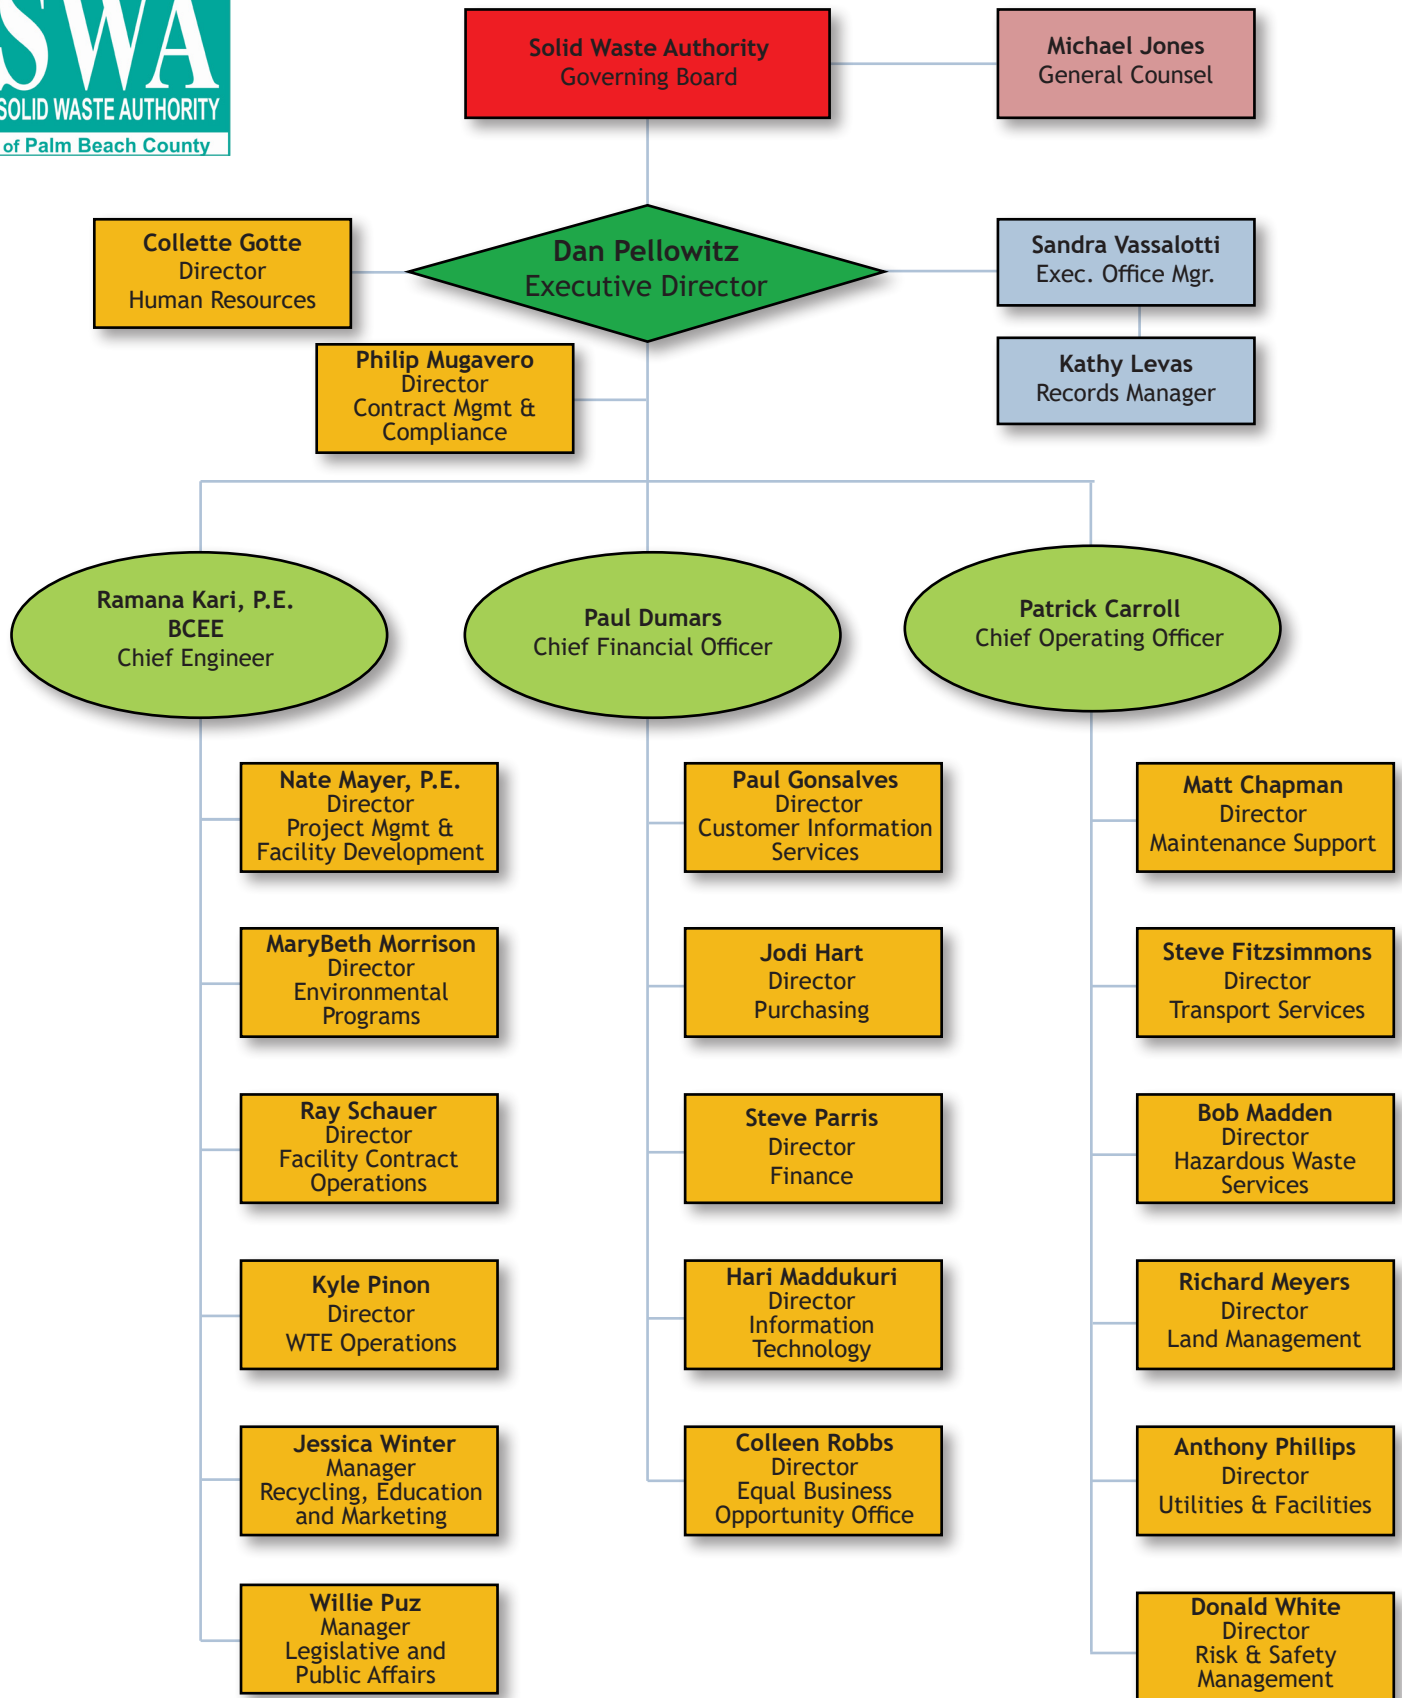 SWA
SOLID WASTE AUTHORITY
of Palm Beach County
Solid Waste Authority
Governing Board
Michael Jones
General Counsel
Collette Gotte
Director
Human Resources
Dan Pellowitz
Executive Director
Sandra Vassalotti
Exec. Office Mgr.
Philip Mugavero
Director
Contract Mgmt &
Compliance
Kathy Levas
Records Manager
Ramana Kari, P.E.
BCEE
Chief Engineer
Paul Dumars
Chief Financial Officer
Patrick Carroll
Chief Operating Officer
Nate Mayer, P.E.
Director
Project Mgmt &
Facility Development
Paul Gonsalves
Director
Customer Information
Services
Matt Chapman
Director
Maintenance Support
MaryBeth Morrison
Director
Environmental
Programs
Jodi Hart
Director
Purchasing
Steve Fitzsimmons
Director
Transport Services
Ray Schauer
Director
Facility Contract
Operations
Steve Parris
Director
Finance
Bob Madden
Director
Hazardous Waste
Services
Kyle Pinon
Director
WTE Operations
Hari Maddukuri
Director
Information
Technology
Richard Meyers
Director
Land Management
Jessica Winter
Manager
Recycling, Education
and Marketing
Colleen Robbs
Director
Equal Business
Opportunity Office
Anthony Phillips
Director
Utilities & Facilities
Willie Puz
Manager
Legislative and
Public Affairs
Donald White
Director
Risk & Safety
Management